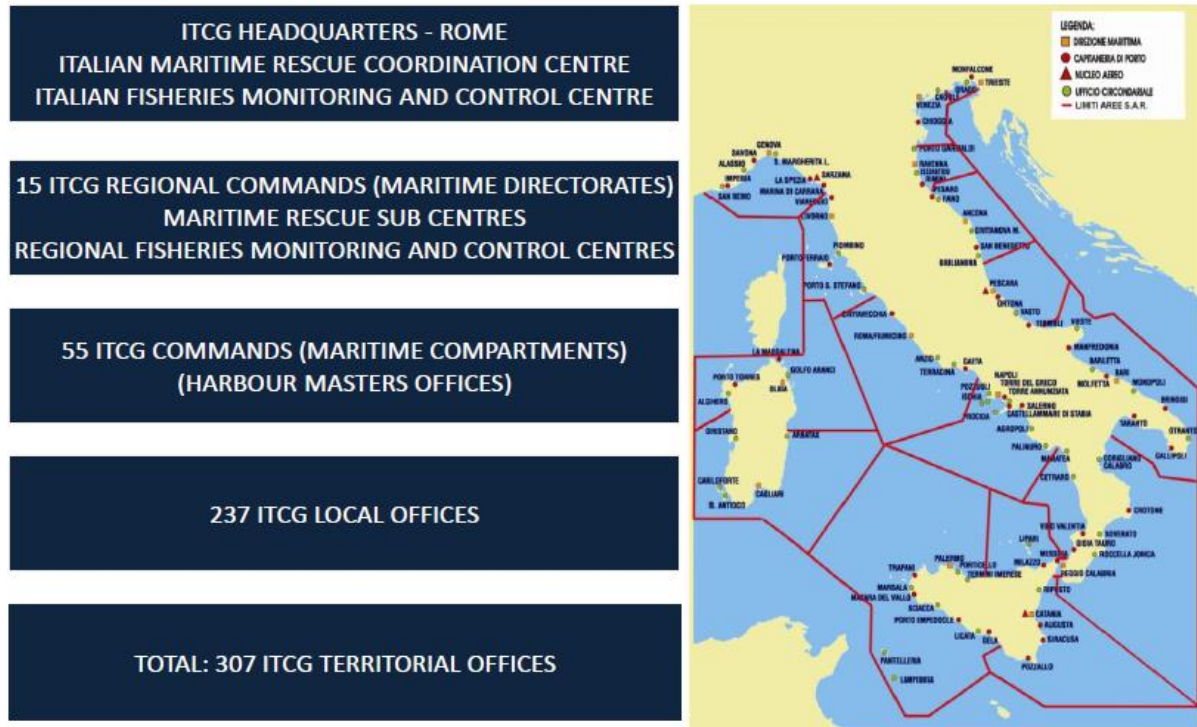 ITCG HEADQUARTERS - ROME
ITALIAN MARITIME RESCUE COORDINATION CENTRE
ITALIAN FISHERIES MONITORING AND CONTROL CENTRE
15 ITCG REGIONAL COMMANDS (MARITIME DIRECTORATES)
MARITIME RESCUE SUB CENTRES
REGIONAL FISHERIES MONITORING AND CONTROL CENTRES
55 ITCG COMMANDS (MARITIME COMPARTMENTS)
(HARBOUR MASTERS OFFICES)
237 ITCG LOCAL OFFICES
TOTAL: 307 ITCG TERRITORIAL OFFICES
LEGENDA:
DIREZIONE MARITTIMA
CAPITANERIA DI PORTO
NUCLEO AEREO
UFFICIO CIRCONDARIALE
LIMITI AREE S.A.R.
MONFALCONE
TRIESTE
GRADO
CAORLE
VENEZIA
CHIOGGIA
PORTO GARIBALDI
RAVENNA
RIMINI
PESARO
FANO
ANCONA
CIVITANOVA M.
SAN BENEDETTO
GIULIANOVA
PESCARA
ORTONA
VASTO
TERMOLI
VIESTE
MANFREDONIA
BARLETTA
BARI
MOLFETTA
MONOPOLI
BRINDISI
TARANTO
OTRANTO
GALLIPOLI
GENOVA
SAVONA
ALASSIO
IMPERIA
SAN REMO
S. MARGHERITA L.
LA SPEZIA
SARZANA
MARINA DI CARRARA
VIAREGGIO
LIVORNO
PIOMBINO
PORTOFERRAIO
PORTO S. STEFANO
CIVITAVECCHIA
ROMA/FIUMICINO
ANZIO
TERRACINA
GAETA
NAPOLI
POZZUOLI
TORRE DEL GRECO
ISCHIA
TORRE ANNUNZIATA
PROCIDA
SALERNO
CASTELLAMMARE DI STABIA
AGROPOLI
PALINURO
MARATEA
CORIGLIANO
CALABRO
CETRARO
CROTONE
VIBO VALENTIA
SOVERATO
GIOIA TAURO
ROCCELLA JONICA
REGGIO CALABRIA
LA MADDALENA
GOLFO ARANCI
PORTO TORRES
OLBIA
ALGHERO
ORISTANO
ARBATAX
CARLOFORTE
S. ANTIOCO
CAGLIARI
LIPARI
MESSINA
MILAZZO
PALERMO
PORTICELLO
TERMINI IMERESE
TRAPANI
MARSALA
MAZARA DEL VALLO
SCIACCA
PORTO EMPEDOCLE
LICATA
GELA
RIPOSTO
CATANIA
AUGUSTA
SIRACUSA
POZZALLO
PANTELLERIA
LAMPEDUSA